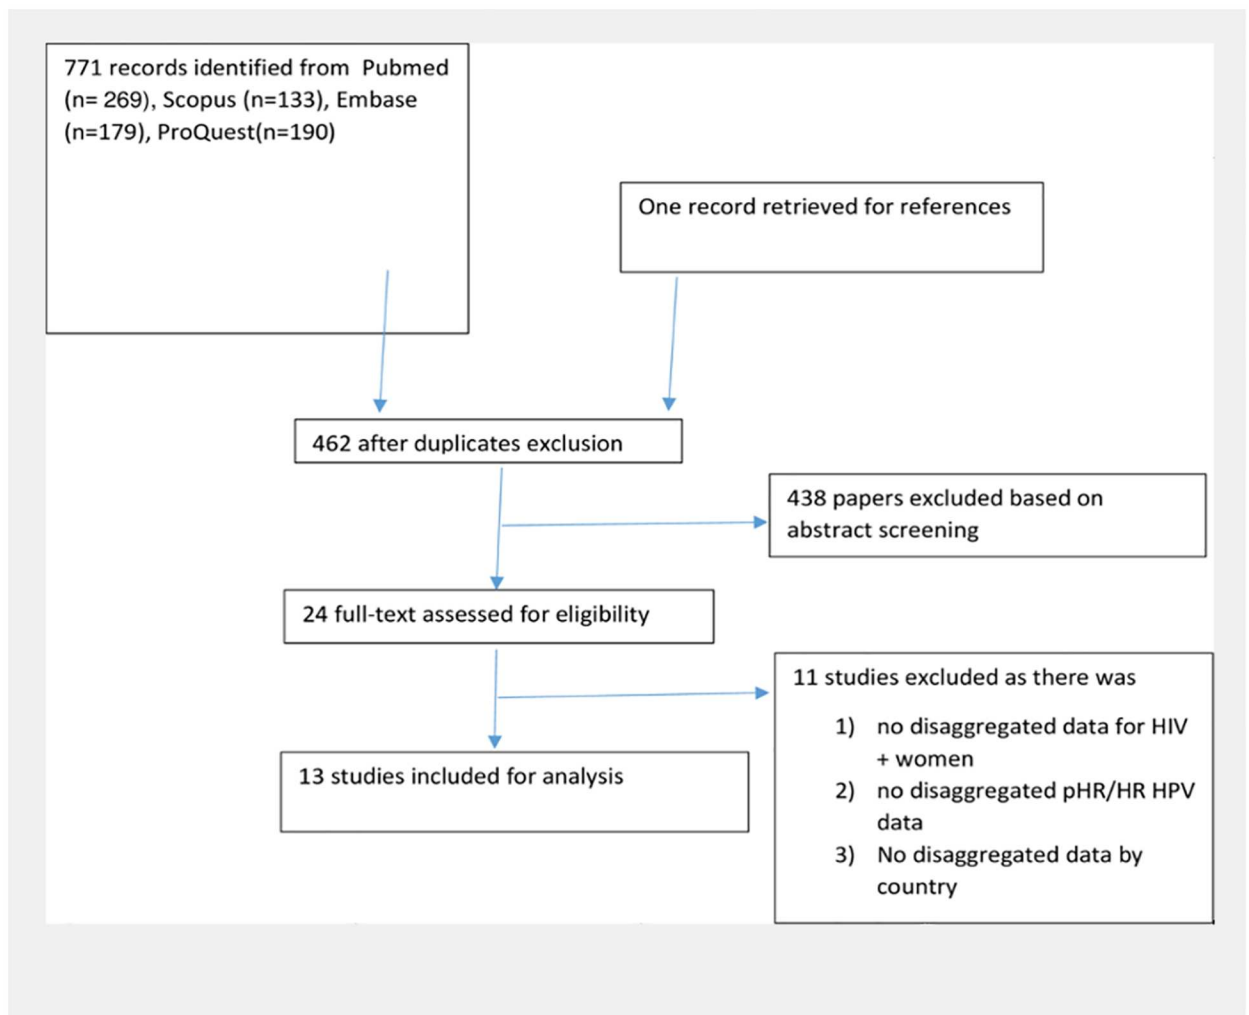 771 records identified from  Pubmed
(n= 269), Scopus (n=133), Embase
(n=179), ProQuest(n=190)
One record retrieved for references
462 after duplicates exclusion
438 papers excluded based on
abstract screening
24 full-text assessed for eligibility
11 studies excluded as there was
1) no disaggregated data for HIV
+ women
2) no disaggregated pHR/HR HPV
data
3) No disaggregated data by
country
13 studies included for analysis